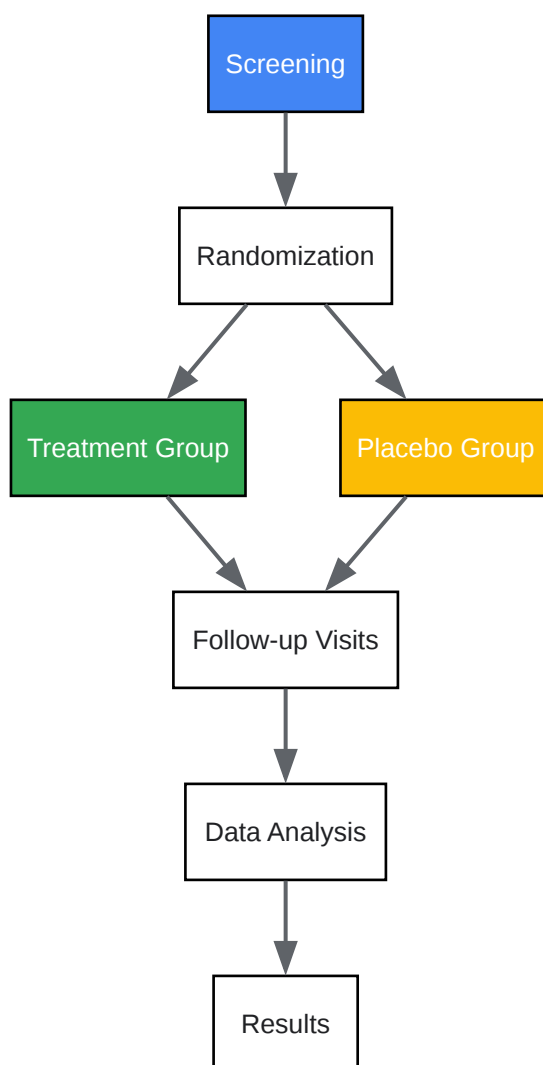 Screening
Randomization
Treatment Group
Placebo Group
Follow-up Visits
Data Analysis
Results